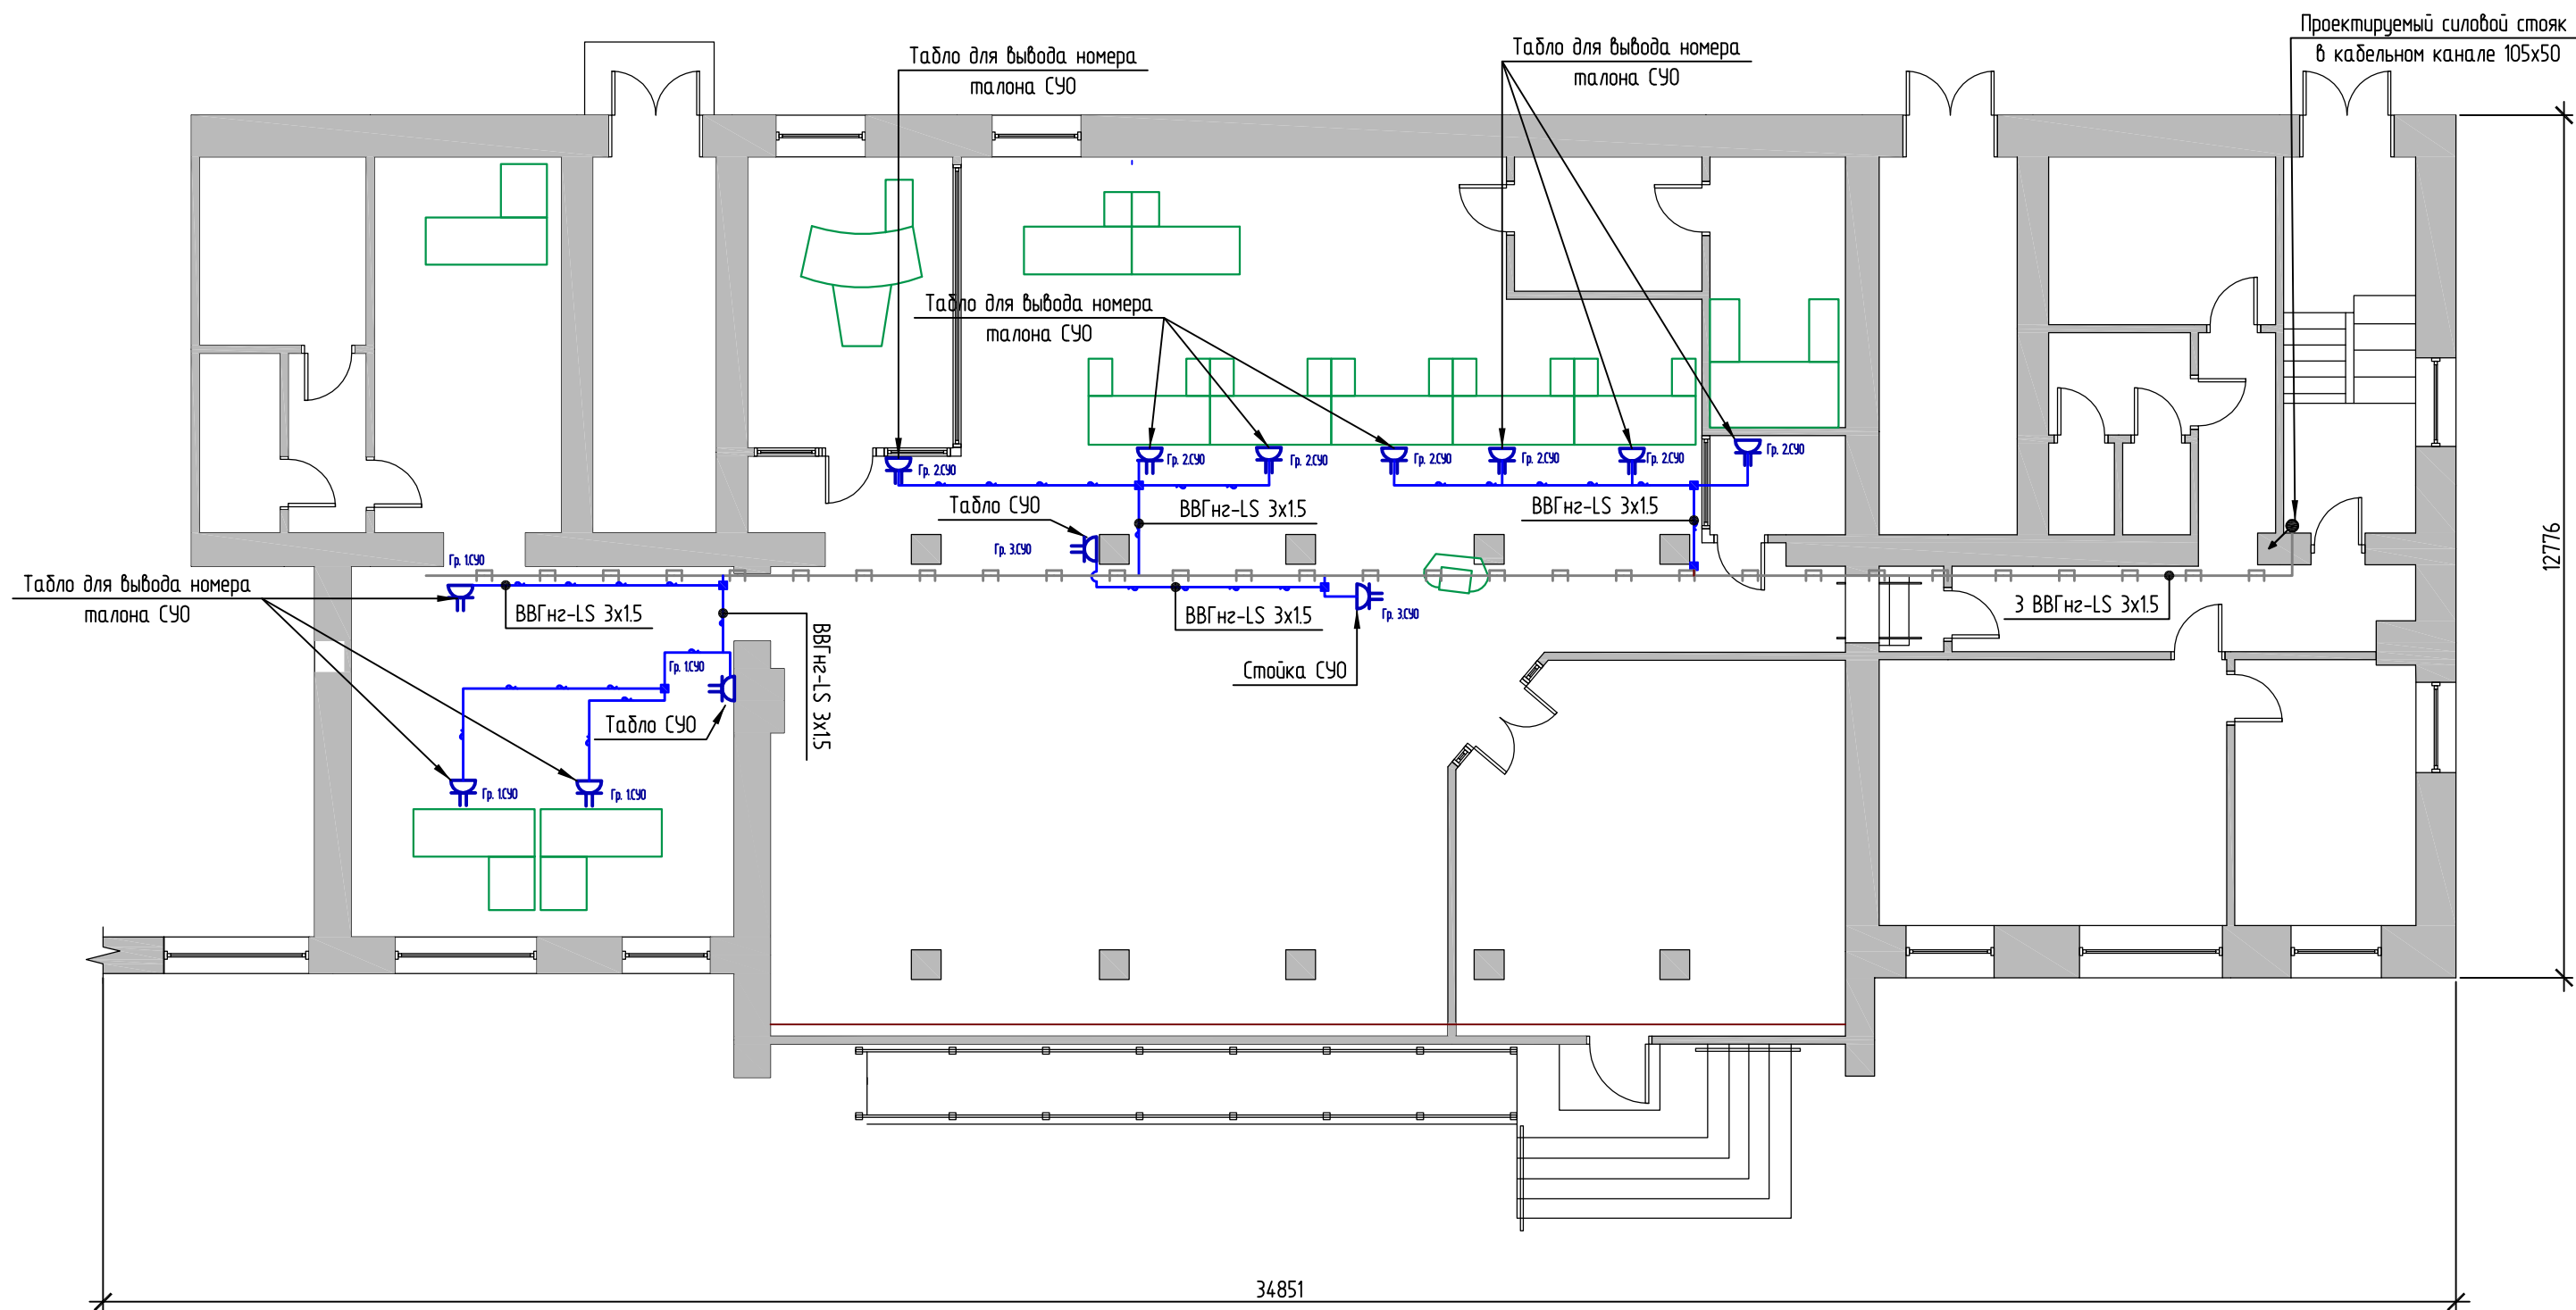 Проектируемый силовой стояк
в кабельном канале 105х50
Табло для вывода номера
талона СУО
Табло для вывода номера
талона СУО
Табло для вывода номера
талона СУО
Гр. 2.СУО
Гр. 2.СУО
Гр. 2.СУО
Гр. 2.СУО
Гр. 2.СУО
Гр. 2.СУО
Гр. 2.СУО
Табло СУО
ВВГнг-LS 3х1.5
ВВГнг-LS 3х1.5
Гр. 3.СУО
12776
Гр. 1.СУО
Табло для вывода номера
талона СУО
ВВГнг-LS 3х1.5
ВВГнг-LS 3х1.5
ВВГнг-LS 3х1.5
Гр. 3.СУО
3 ВВГнг-LS 3х1.5
Гр. 1.СУО
Стойка СУО
Табло СУО
Гр. 1.СУО
Гр. 1.СУО
34851